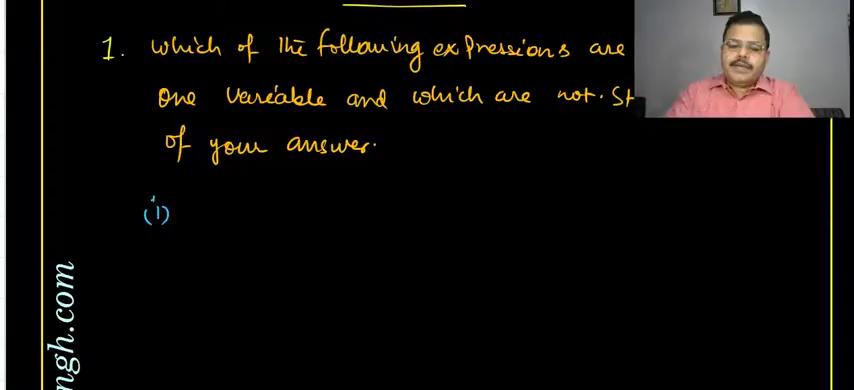 1. Which of the following expressions are
one variable and which are not. St
of your answer.
(i)
ngh.com